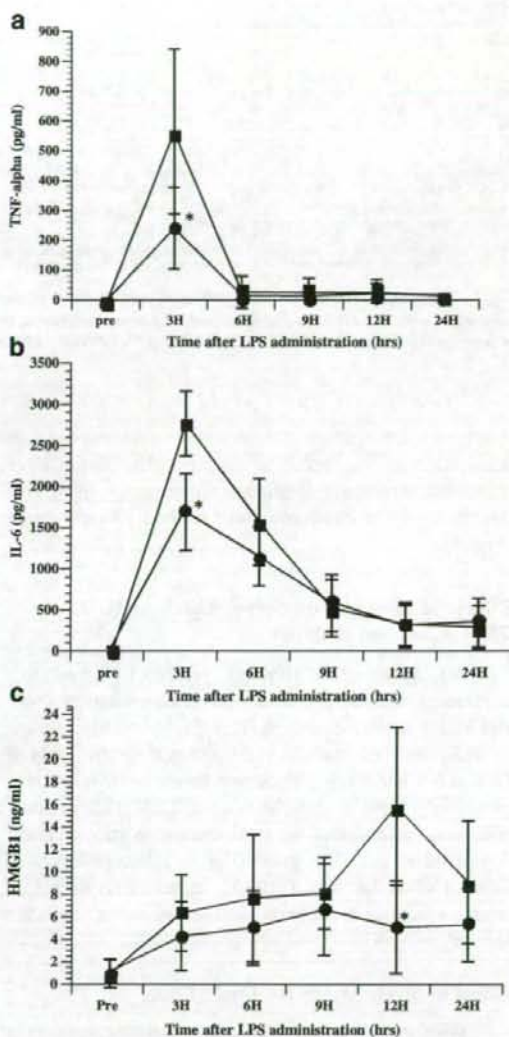 a
TNF-alpha (pg/ml)
900
800
700
600
500
400
300
200
100
0
*
pre 3H 6H 9H 12H 24H
Time after LPS administration (hrs)
b
IL-6 (pg/ml)
3500
3000
2500
2000
1500
1000
500
0
*
pre 3H 6H 9H 12H 24H
Time after LPS administration (hrs)
c
HMGB1 (ng/ml)
24
22
20
18
16
14
12
10
8
6
4
2
0
*
Pre 3H 6H 9H 12H 24H
Time after LPS administration (hrs)